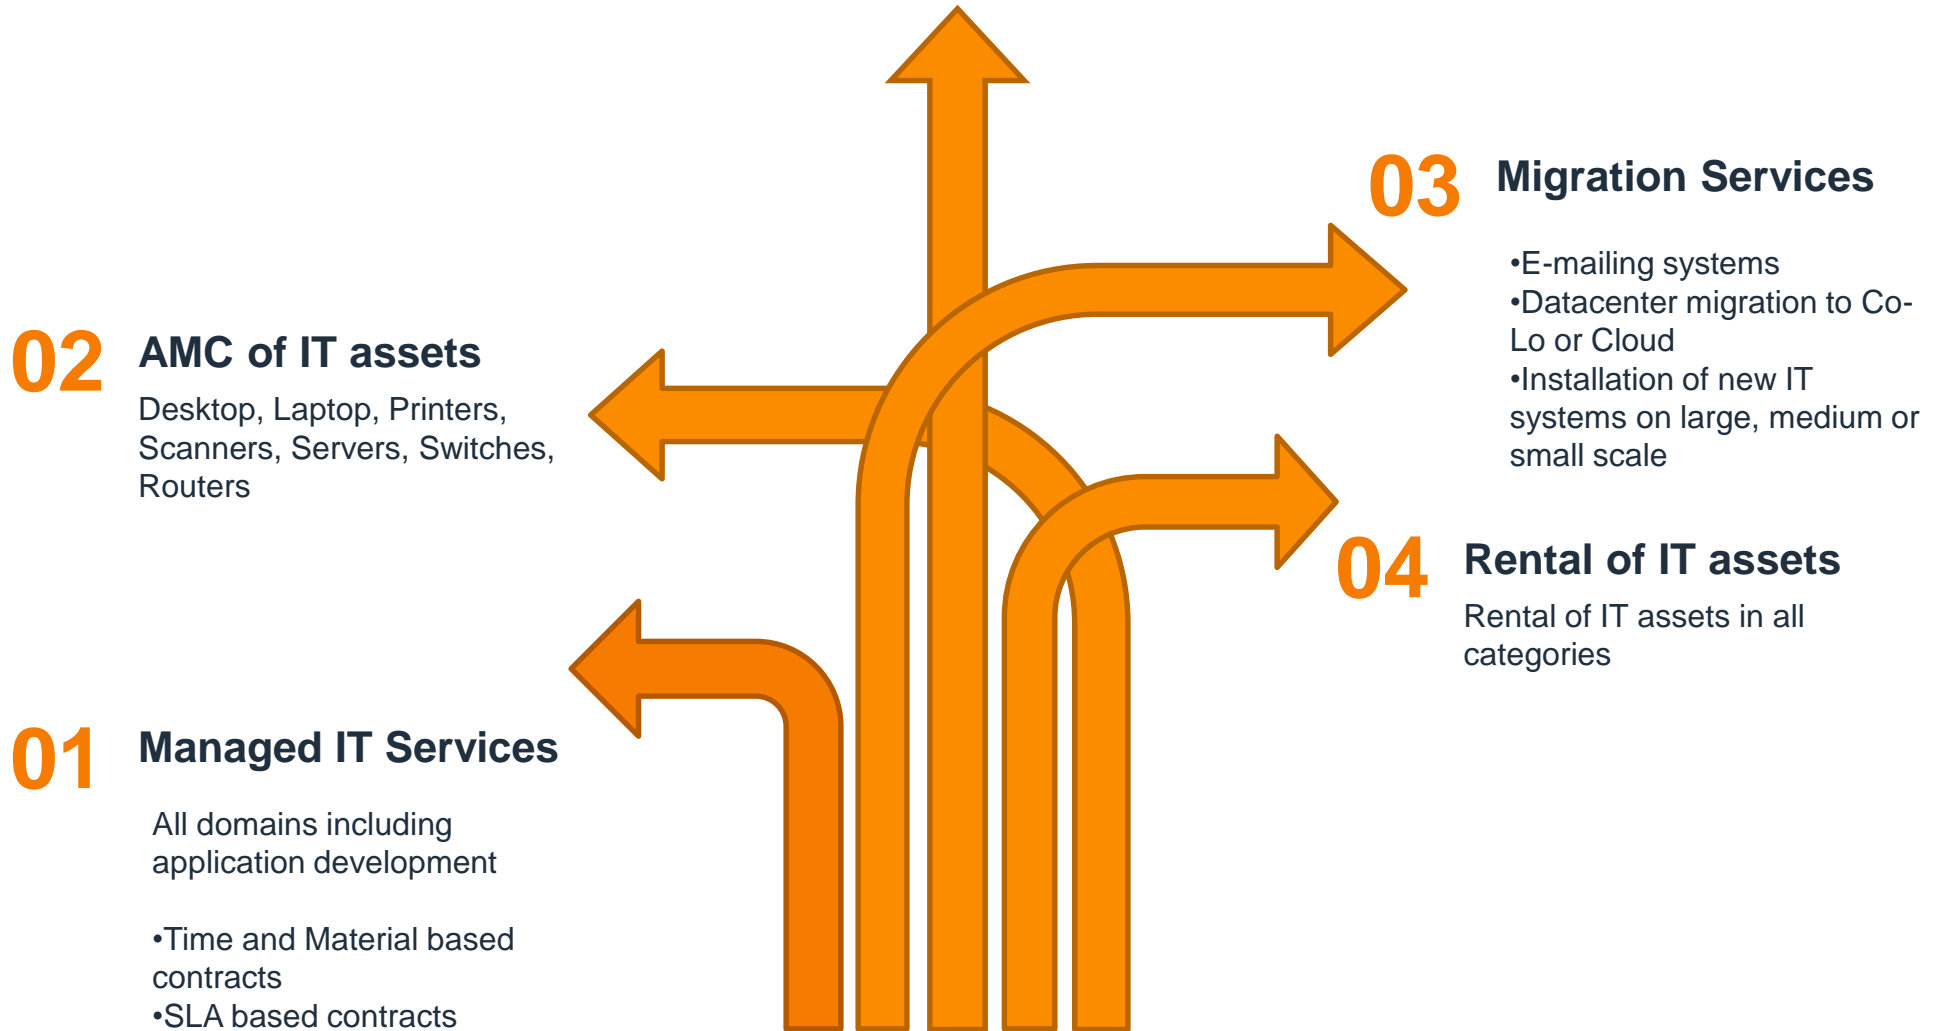 01
Managed IT Services
All domains including
application development
•Time and Material based
contracts
•SLA based contracts
02
AMC of IT assets
Desktop, Laptop, Printers,
Scanners, Servers, Switches,
Routers
03
Migration Services
•E-mailing systems
•Datacenter migration to Co-
Lo or Cloud
•Installation of new IT
systems on large, medium or
small scale
04
Rental of IT assets
Rental of IT assets in all
categories